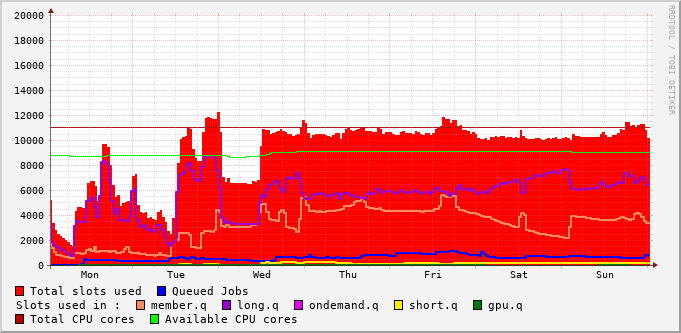 20000
18000
16000
14000
12000
10000
8000
6000
4000
2000
0
Mon Tue Wed Thu Fri Sat Sun
RRDTOOL / TOBI OETIKER
Total slots used Queued Jobs
Slots used in : member.q long.q ondemand.q short.q gpu.q
Total CPU cores Available CPU cores